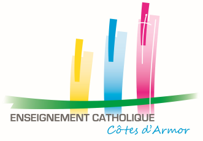 ENSEIGNEMENT CATHOLIQUE
Côtes d'Armor